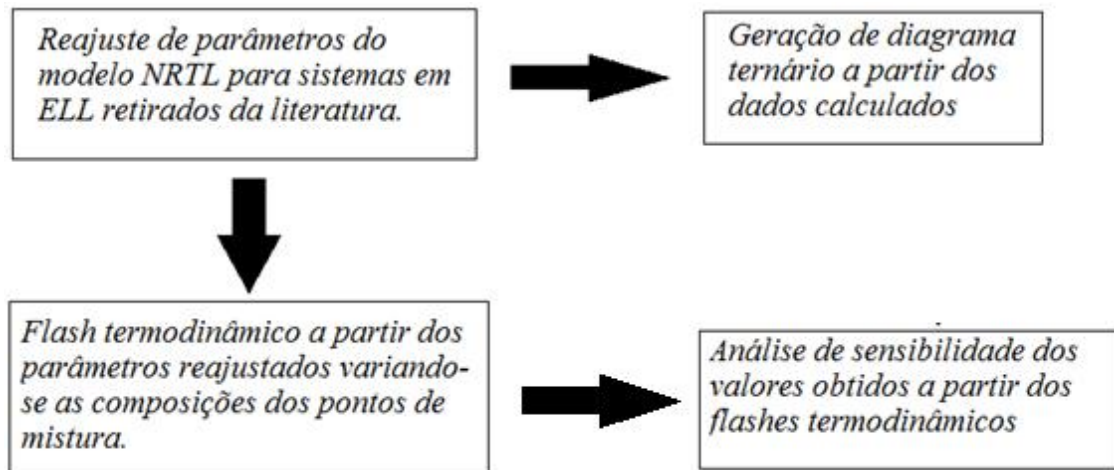 Reajuste de parâmetros do
modelo NRTL para sistemas em
ELL retirados da literatura.
Geração de diagrama
ternário a partir dos
dados calculados
Flash termodinâmico a partir dos
parâmetros reajustados variando-
se as composições dos pontos de
mistura.
Análise de sensibilidade dos
valores obtidos a partir dos
flashes termodinâmicos